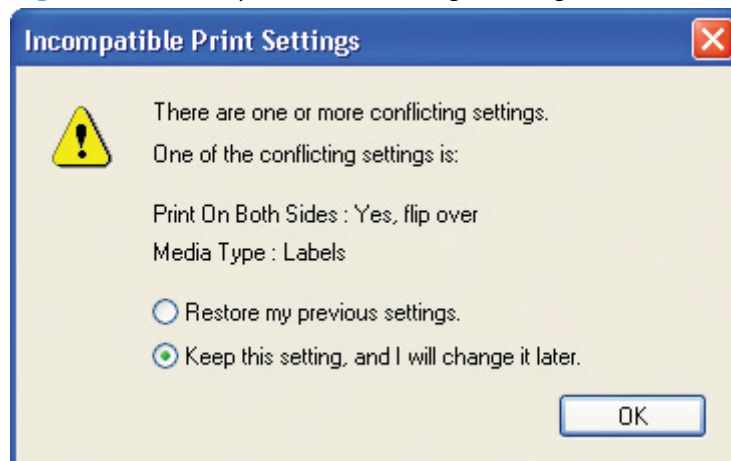 Incompatible Print Settings
There are one or more conflicting settings.
One of the conflicting settings is:
Print On Both Sides : Yes, flip over
Media Type : Labels
Restore my previous settings.
Keep this setting, and I will change it later.
OK